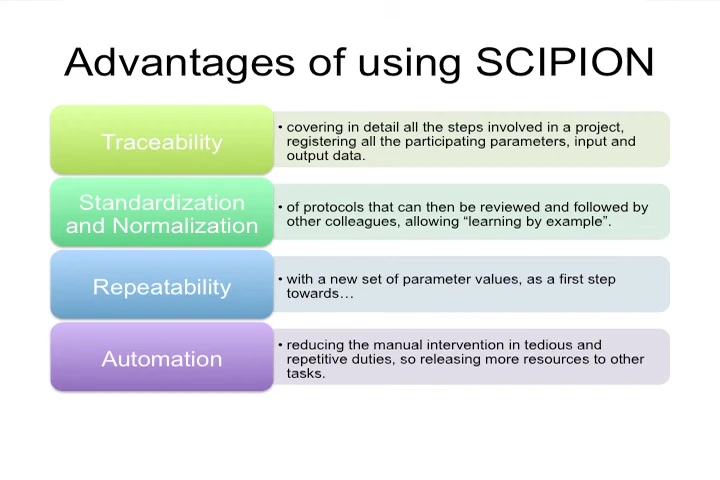 Advantages of using SCIPION
Traceability
• covering in detail all the steps involved in a project,
registering all the participating parameters, input and
output data.
Standardization
and Normalization
• of protocols that can then be reviewed and followed by
other colleagues, allowing “learning by example”.
Repeatability
• with a new set of parameter values, as a first step
towards…
Automation
• reducing the manual intervention in tedious and
repetitive duties, so releasing more resources to other
tasks.